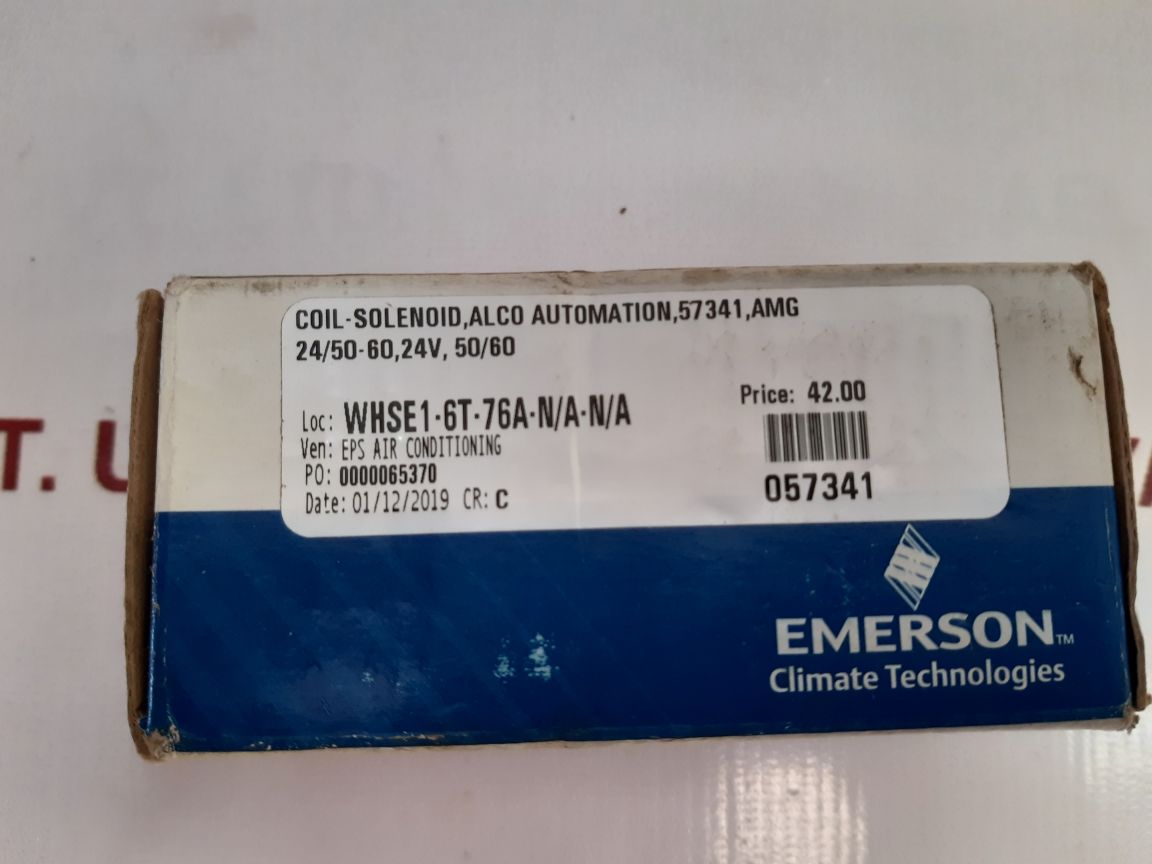 COIL-SOLENOID,ALCO AUTOMATION,57341,AMG
24/50-60,24V, 50/60
Loc: WHSE1-6T-76A-N/A-N/A
Ven: EPS AIR CONDITIONING
PO: 0000065370
Date: 01/12/2019 CR: C
Price: 42.00
057341
EMERSON™
Climate Technologies
T. U